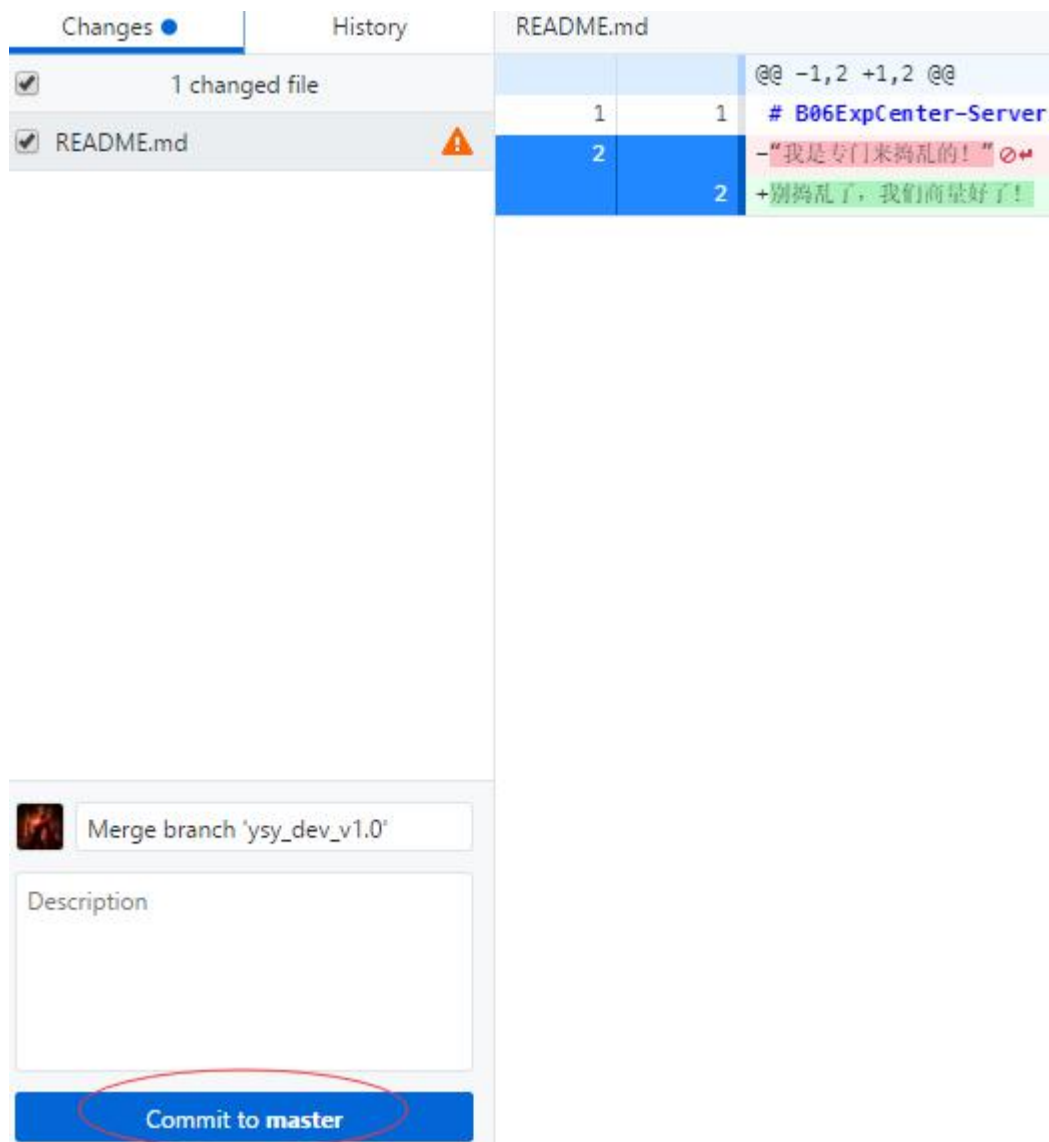 Changes
History
README.md
1 changed file
@@ -1,2 +1,2 @@
1 1 # B06ExpCenter-Server
README.md
2 -“我是专门来捣乱的！”
2 +别捣乱了，我们商量好了！
Merge branch 'ysy_dev_v1.0'
Description
Commit to master